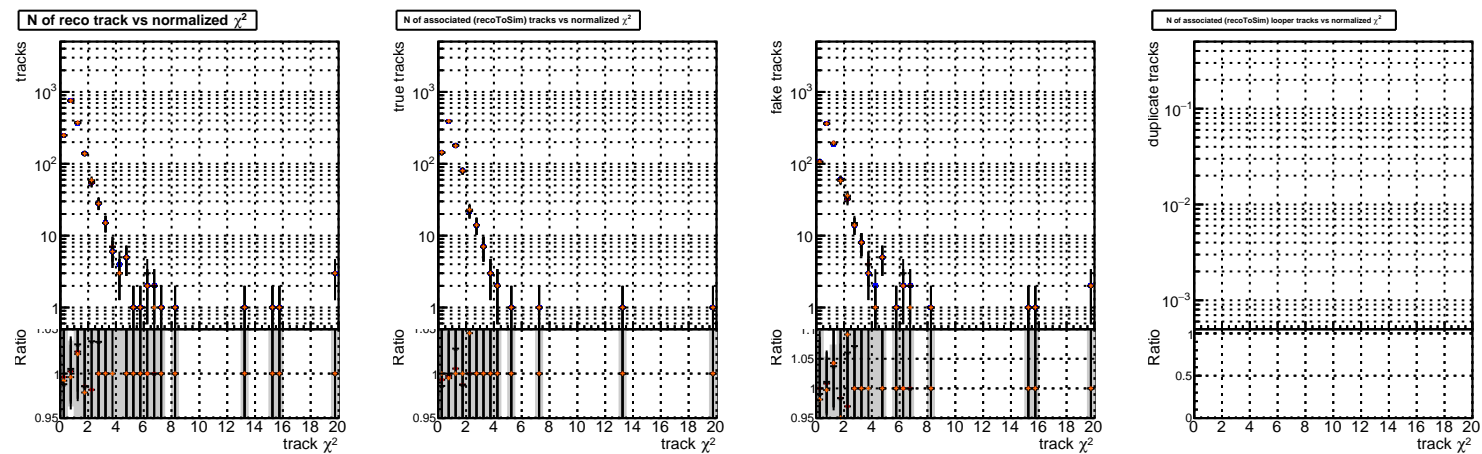 N of reco track vs normalized χ²
tracks
10³
10²
10
1
Ratio
1.05
1
0.95
0 2 4 6 8 10 12 14 16 18 20
track χ²
N of associated (recoToSim) tracks vs normalized χ²
true tracks
10³
10²
10
1
Ratio
1.05
1
0.95
0 2 4 6 8 10 12 14 16 18 20
track χ²
fake tracks
10³
10²
10
1
Ratio
1.1
1.05
1
0.95
0 2 4 6 8 10 12 14 16 18 20
track χ²
N of associated (recoToSim) looper tracks vs normalized χ²
duplicate tracks
10⁻¹
10⁻²
10⁻³
Ratio
1
0.5
0
0 2 4 6 8 10 12 14 16 18 20
track χ²